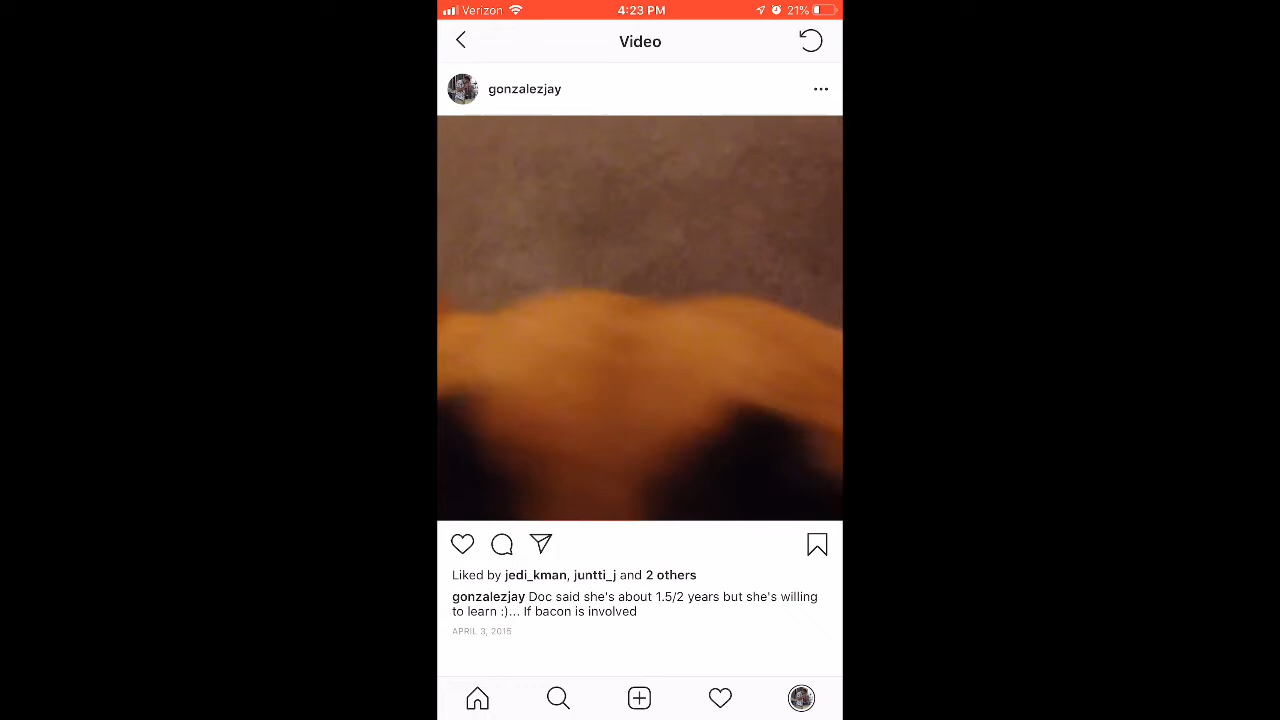 Verizon 4:23 PM 21%
Video
gonzalezjay
Liked by jedi_kman, juntti_j and 2 others
gonzalezjay Doc said she's about 1.5/2 years but she's willing
to learn :)... If bacon is involved
APRIL 3, 2015